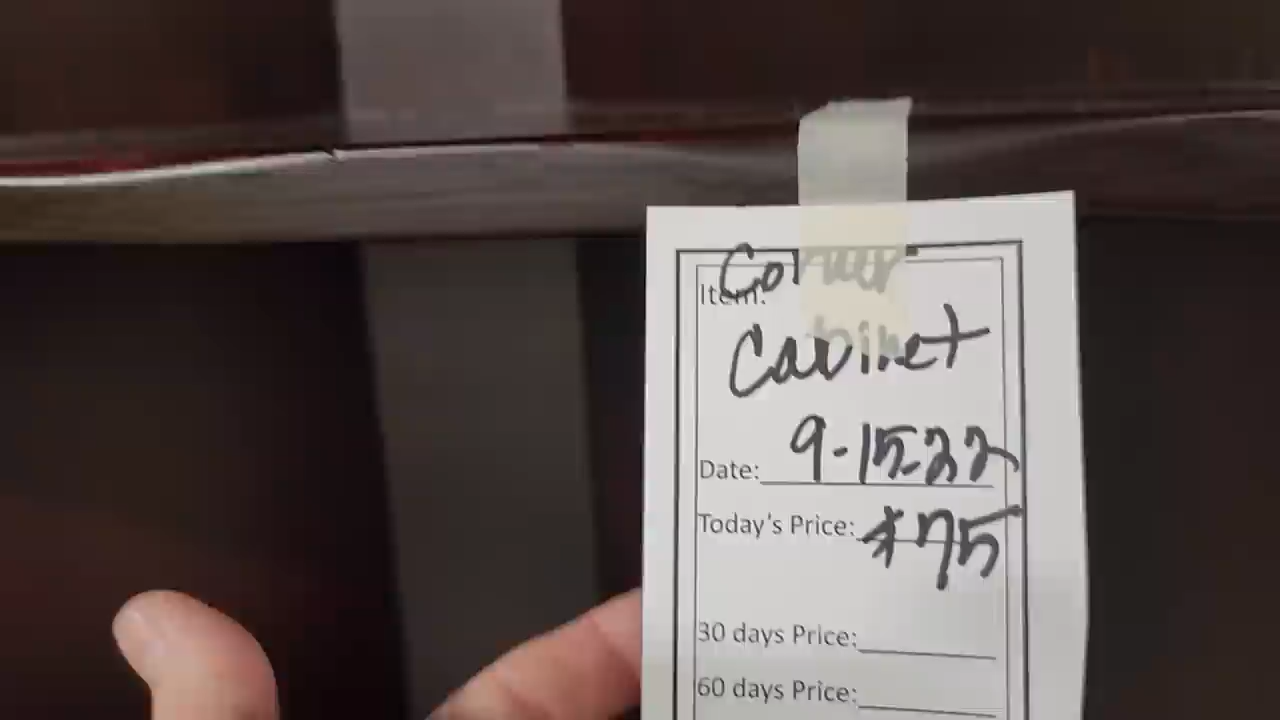 Corner
Item:
Cabinet
Date: 9-15-22
Today's Price: $75
30 days Price:
60 days Price: